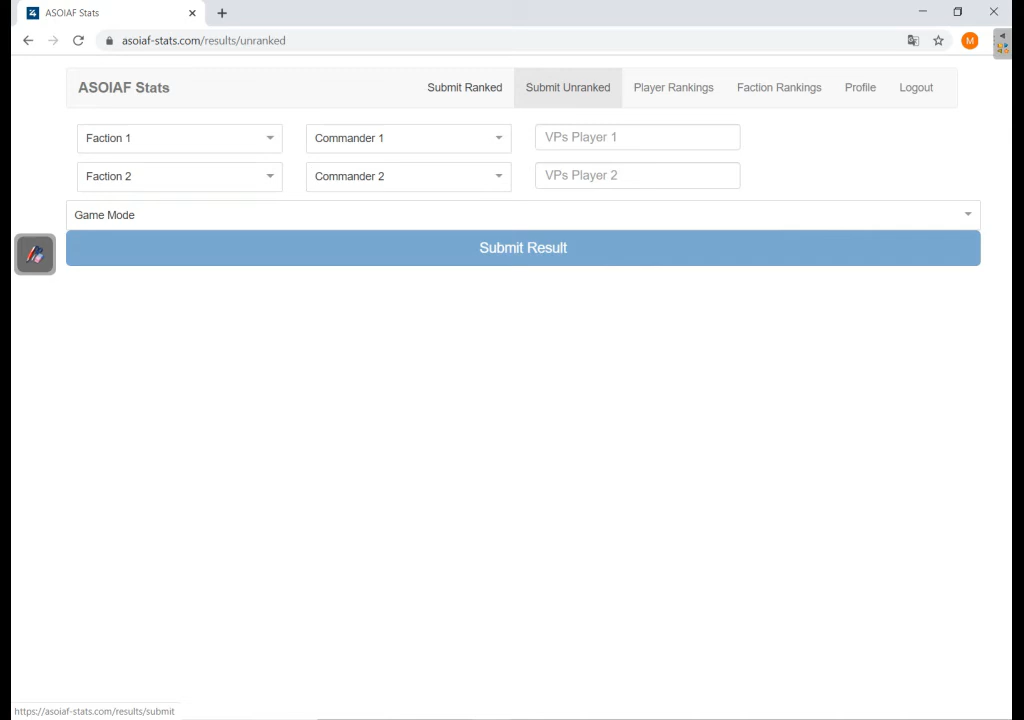 ASOIAF Stats
asoiaf-stats.com/results/unranked
M
ASOIAF Stats Submit Ranked Submit Unranked Player Rankings Faction Rankings Profile Logout
Faction 1 Commander 1 VPs Player 1
Faction 2 Commander 2 VPs Player 2
Game Mode
Submit Result
https://asoiaf-stats.com/results/submit